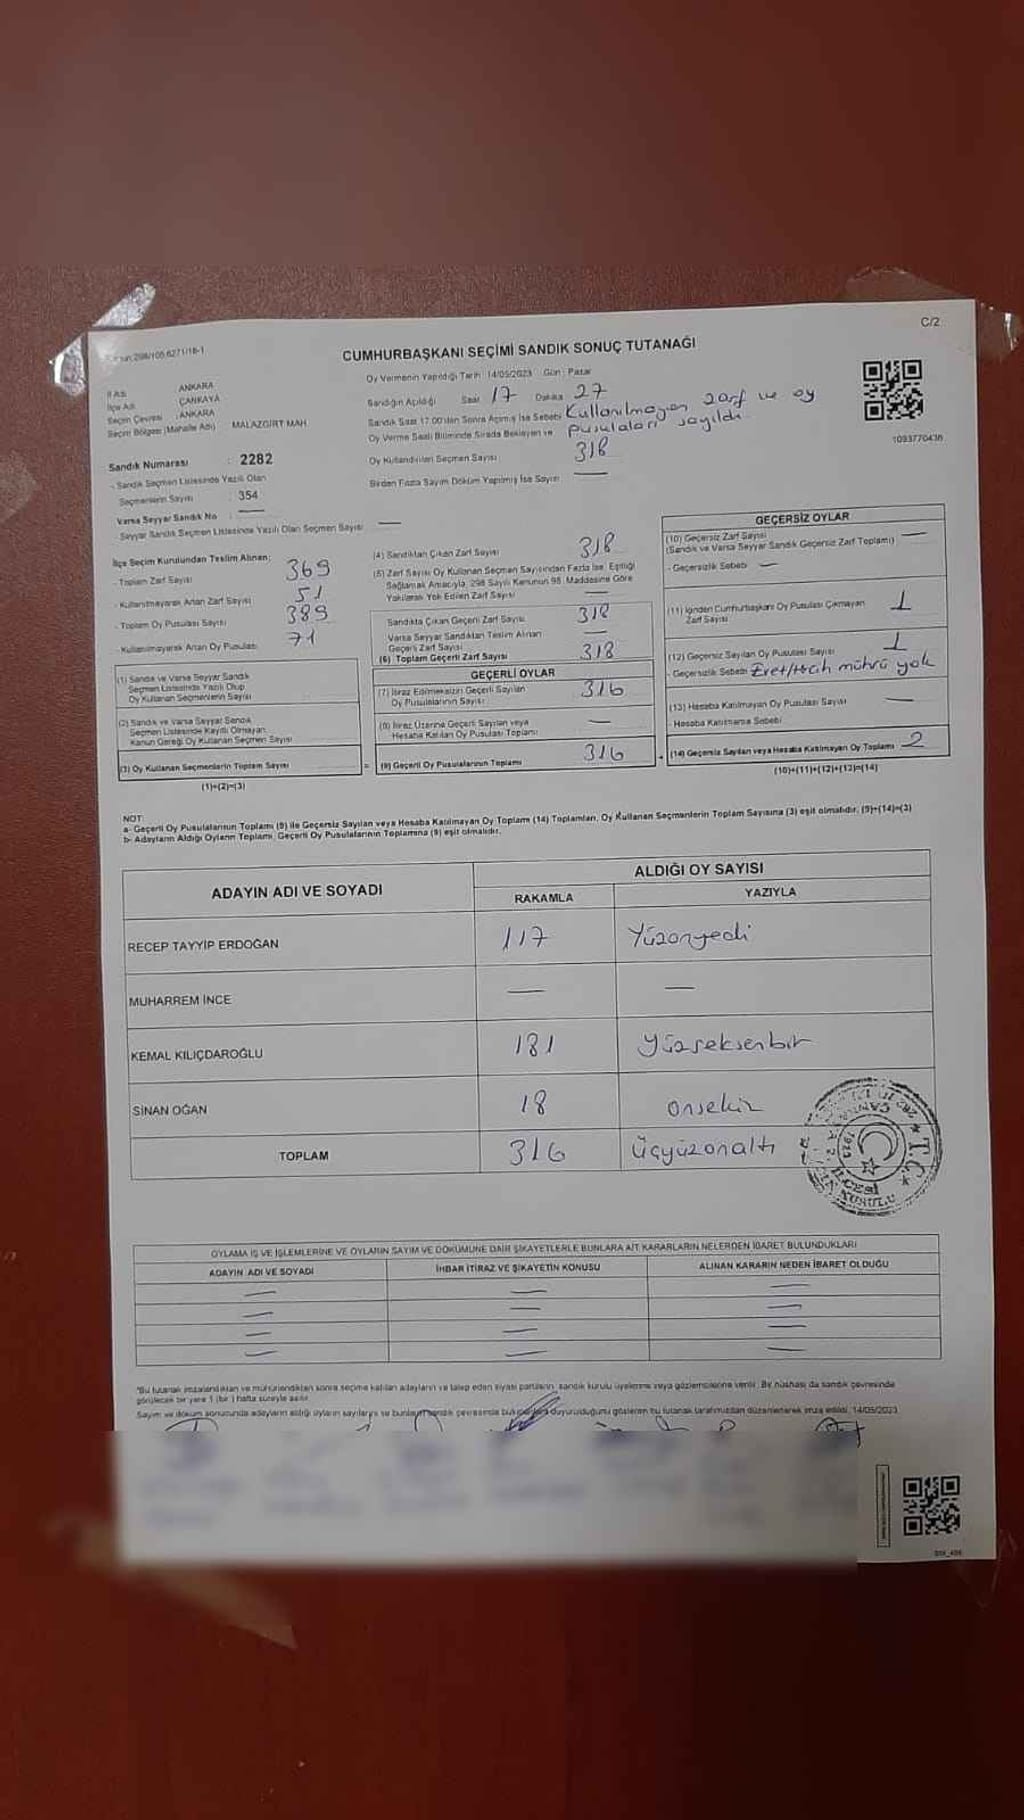 C/2
CUMHURBAŞKANI SEÇİMİ SANDIK SONUÇ TUTANAĞI
İl Adı : ANKARA
İlçe Adı : ÇANKAYA
Seçim Çevresi : ANKARA
Seçim Bölgesi (Mahalle Adı) MALAZGİRT MAH.
Sandık Numarası : 2282
- Sandık Seçmen Listesinde Yazılı Olan
Seçmenlerin Sayısı : 354
Varsa Seyyar Sandık No : —
- Seyyar Sandık Seçmen Listesinde Yazılı Olan Seçmen Sayısı —
Oy Vermenin Yapıldığı Tarih : 14/05/2023 Gün : Pazar
Sandığın Açıldığı Saat 17 Dakika 27
Sandık Saat 17.00'dan Sonra Açılmış İse Sebebi Kullanılmayan zarf ve oy
pusulaları sayıldı
Oy Verme Saati Bitiminde Sırada Bekleyen ve
Oy Kullandırılan Seçmen Sayısı : 318
Birden Fazla Sayım Döküm Yapılmış İse Sayısı : —
1093770436
İlçe Seçim Kurulundan Teslim Alınan;
- Toplam Zarf Sayısı 369
- Kullanılmayarak Artan Zarf Sayısı 51
- Toplam Oy Pusulası Sayısı 389
- Kullanılmayarak Artan Oy Pusulası 71
(1) Sandık ve Varsa Seyyar Sandık
Seçmen Listesinde Yazılı Olup
Oy Kullanan Seçmenlerin Sayısı
(2) Sandık ve Varsa Seyyar Sandık
Seçmen Listesinde Kayıtlı Olmayan
Kanun Gereği Oy Kullanan Seçmen Sayısı
(3) Oy Kullanan Seçmenlerin Toplam Sayısı
(1)+(2)=(3)
(4) Sandıktan Çıkan Zarf Sayısı 318
(5) Zarf Sayısı Oy Kullanan Seçmen Sayısından Fazla İse, Eşitliği
Sağlamak Amacıyla, 298 Sayılı Kanunun 98. Maddesine Göre
Yakılarak Yok Edilen Zarf Sayısı —
Sandıkta Çıkan Geçerli Zarf Sayısı 318
Varsa Seyyar Sandıktan Teslim Alınan
Geçerli Zarf Sayısı —
(6) Toplam Geçerli Zarf Sayısı 318
GEÇERLİ OYLAR
(7) İtiraz Edilmeksizin Geçerli Sayılan
Oy Pusulalarının Sayısı 316
(8) İtiraz Üzerine Geçerli Sayılan veya
Hesaba Katılan Oy Pusulası Toplamı —
= (9) Geçerli Oy Pusulalarının Toplamı 316
GEÇERSİZ OYLAR
(10) Geçersiz Zarf Sayısı
(Sandık ve Varsa Seyyar Sandık Geçersiz Zarf Toplamı) —
- Geçersizlik Sebebi —
(11) İçinden Cumhurbaşkanı Oy Pusulası Çıkmayan
Zarf Sayısı 1
(12) Geçersiz Sayılan Oy Pusulası Sayısı 1
- Geçersizlik Sebebi Evet/tercih mührü yok
(13) Hesaba Katılmayan Oy Pusulası Sayısı —
Hesaba Katılmama Sebebi
+ (14) Geçersiz Sayılan veya Hesaba Katılmayan Oy Toplamı 2
(10)+(11)+(12)+(13)=(14)
NOT:
a- Geçerli Oy Pusulalarının Toplamı (9) ile Geçersiz Sayılan veya Hesaba Katılmayan Oy Toplamı (14) Toplamları, Oy Kullanan Seçmenlerin Toplam Sayısına (3) eşit olmalıdır. (9)+(14)=(3)
b- Adayların Aldığı Oyların Toplamı, Geçerli Oy Pusulalarının Toplamına (9) eşit olmalıdır.
ADAYIN ADI VE SOYADI
ALDIĞI OY SAYISI
RAKAMLA YAZIYLA
RECEP TAYYİP ERDOĞAN 117 Yüzonyedi
MUHARREM İNCE — —
KEMAL KILIÇDAROĞLU 181 Yüzseksenbir
SİNAN OĞAN 18 onsekiz
TOPLAM 316 Üçyüzonaltı
T.C.
OYLAMA İŞ VE İŞLEMLERİNE VE OYLARIN SAYIM VE DÖKÜMÜNE DAİR ŞİKAYETLERLE BUNLARA AİT KARARLARIN NELERDEN İBARET BULUNDUKLARI
ADAYIN ADI VE SOYADI İHBAR İTİRAZ VE ŞİKAYETİN KONUSU ALINAN KARARIN NEDEN İBARET OLDUĞU
— — —
— — —
— — —
— — —
*Bu tutanak imzalandıktan ve mühürlendikten sonra seçime katılan adayların ve talep eden siyasi partilerin, sandık kurulu üyelerine veya gözlemcilerine verilir. Bir nüshası da sandık çevresinde
görülecek bir yere 1 (bir) hafta süreyle asılır.
Sayım ve döküm sonucunda adayların aldığı oyların sayılarını ve bunların sandık çevresinde duyurulduğunu gösteren bu tutanak tarafımızdan düzenlenerek imza edildi. 14/05/2023